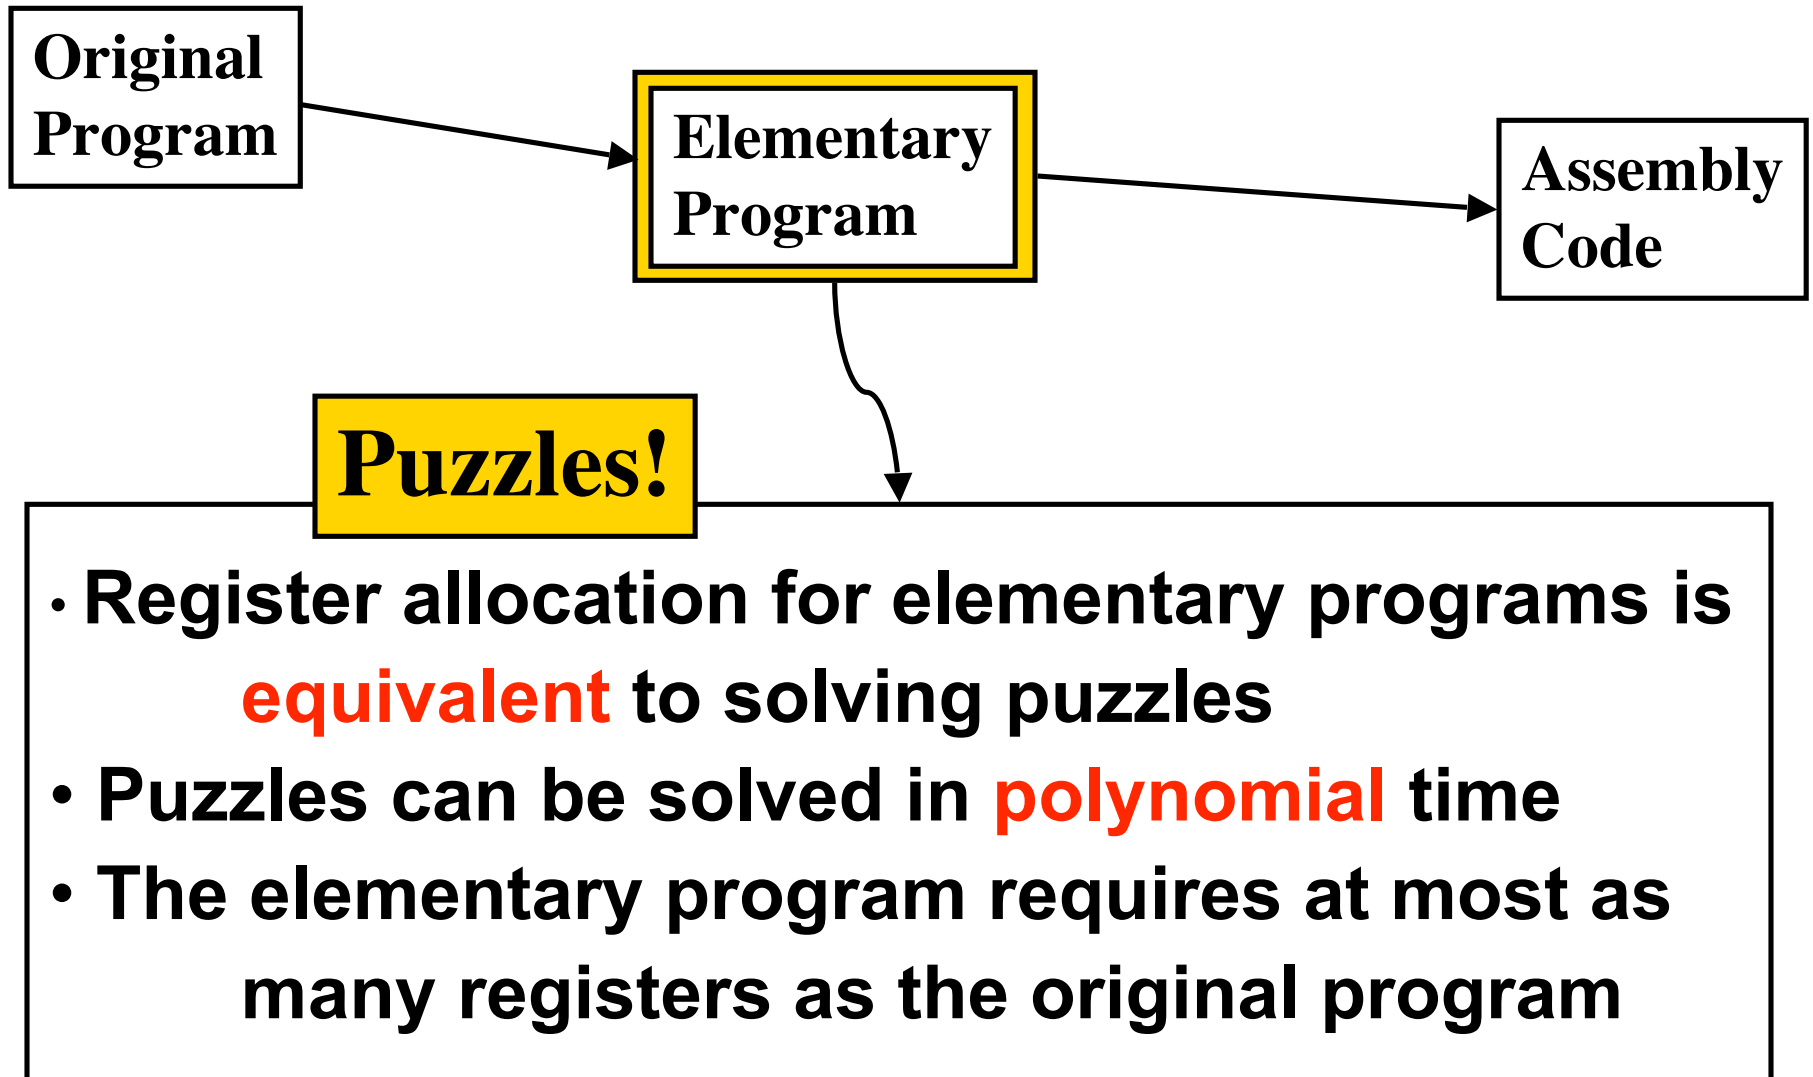 Original
Program
Elementary
Program
Assembly
Code
Puzzles!
• Register allocation for elementary programs is
equivalent to solving puzzles
• Puzzles can be solved in polynomial time
• The elementary program requires at most as
many registers as the original program